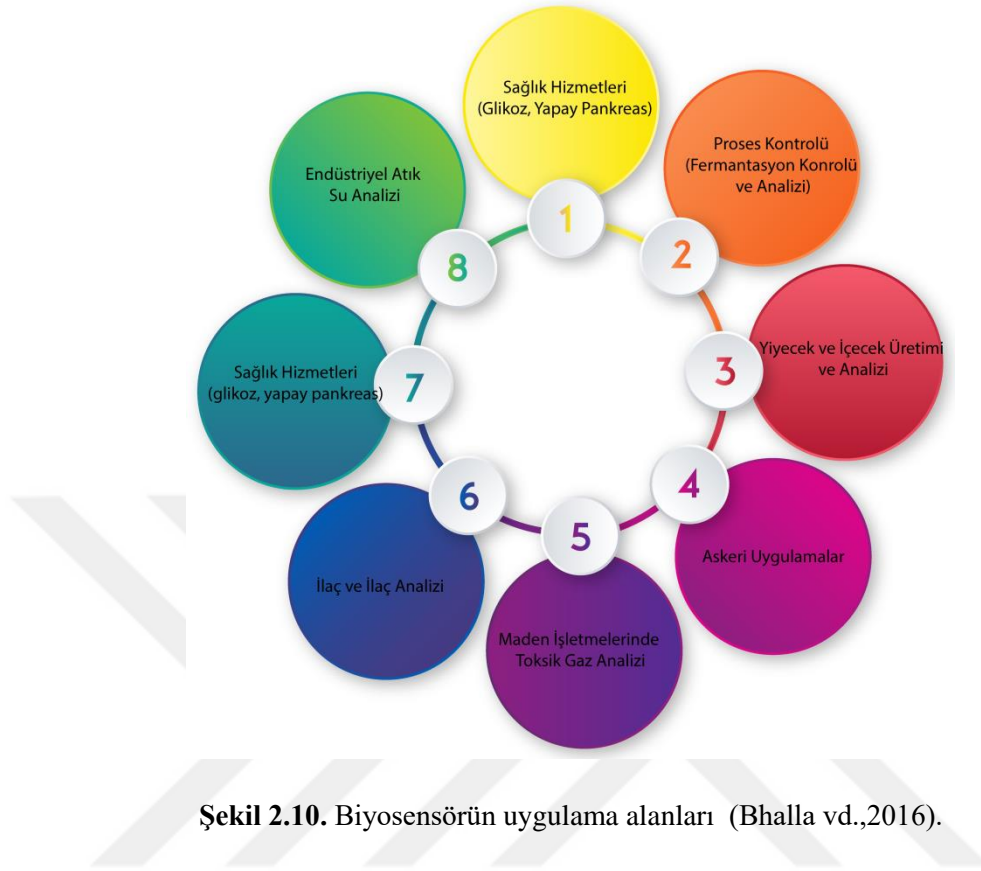 Sağlık Hizmetleri
(Glikoz, Yapay Pankreas)
1
Proses Kontrolü
(Fermantasyon Konrolü
ve Analizi)
2
Yiyecek ve İçecek Üretimi
ve Analizi
3
Askeri Uygulamalar
4
Maden İşletmelerinde
Toksik Gaz Analizi
5
İlaç ve İlaç Analizi
6
Sağlık Hizmetleri
(glikoz, yapay pankreas)
7
Endüstriyel Atık
Su Analizi
8
Şekil 2.10. Biyosensörün uygulama alanları (Bhalla vd.,2016).